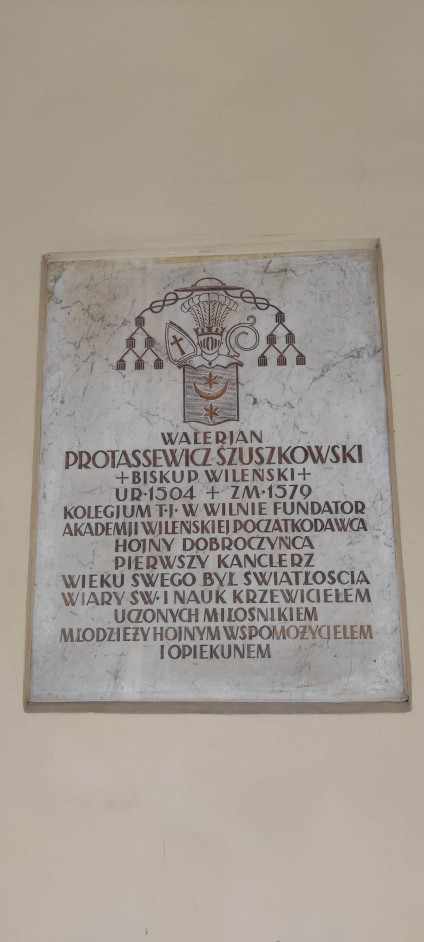 WALERJAN
PROTASSEWICZ SZUSZKOWSKI
+BISKUP WILEŃSKI+
UR·1504 + ZM·1579
KOLEGJUM T·J· W WILNIE FUNDATOR
AKADEMJI WILEŃSKIEJ POCZĄTKODAWCA
HOJNY DOBROCZYŃCA
PIERWSZY KANCLERZ
WIEKU SWEGO BYŁ ŚWIATŁOŚCIĄ
WIARY ŚW· I NAUK KRZEWICIELEM
UCZONYCH MIŁOŚNIKIEM
MŁODZIEŻY HOJNYM WSPOMOŻYCIELEM
I OPIEKUNEM